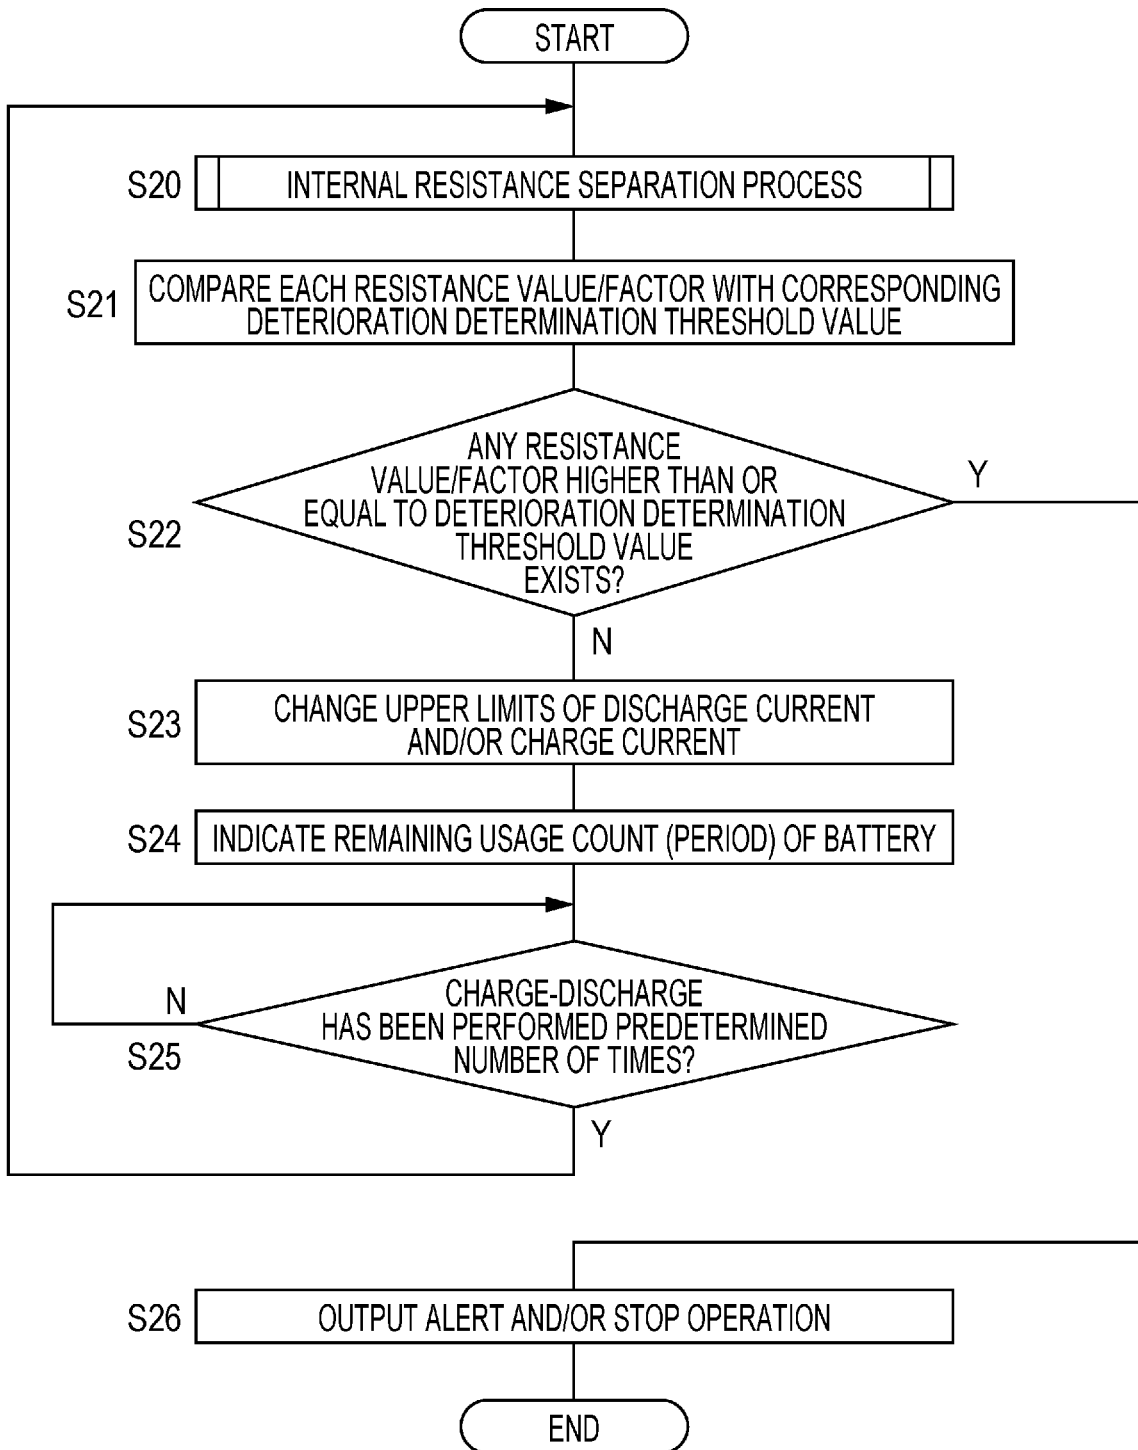 START
S20
INTERNAL RESISTANCE SEPARATION PROCESS
S21
COMPARE EACH RESISTANCE VALUE/FACTOR WITH CORRESPONDING
DETERIORATION DETERMINATION THRESHOLD VALUE
S22
ANY RESISTANCE
VALUE/FACTOR HIGHER THAN OR
EQUAL TO DETERIORATION DETERMINATION
THRESHOLD VALUE
EXISTS?
Y
N
S23
CHANGE UPPER LIMITS OF DISCHARGE CURRENT
AND/OR CHARGE CURRENT
S24
INDICATE REMAINING USAGE COUNT (PERIOD) OF BATTERY
N
S25
CHARGE-DISCHARGE
HAS BEEN PERFORMED PREDETERMINED
NUMBER OF TIMES?
Y
S26
OUTPUT ALERT AND/OR STOP OPERATION
END